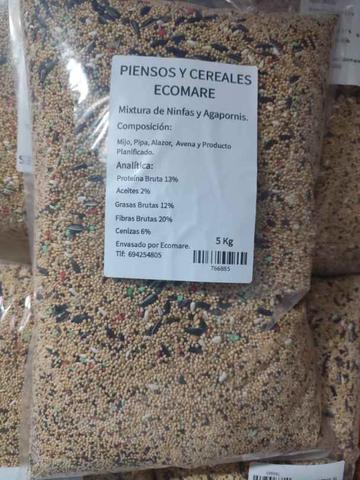 PIENSOS Y CEREALES
ECOMARE
Mixtura de Ninfas y Agapornis.
Composición:
Mijo, Pipa, Alazor, Avena y Producto
Planificado.
Analítica:
Proteína Bruta 13%
Aceites 2%
Grasas Brutas 12%
Fibras Brutas 20%
Cenizas 6%
5 Kg
Envasado por Ecomare.
Tlf: 694254805
766885